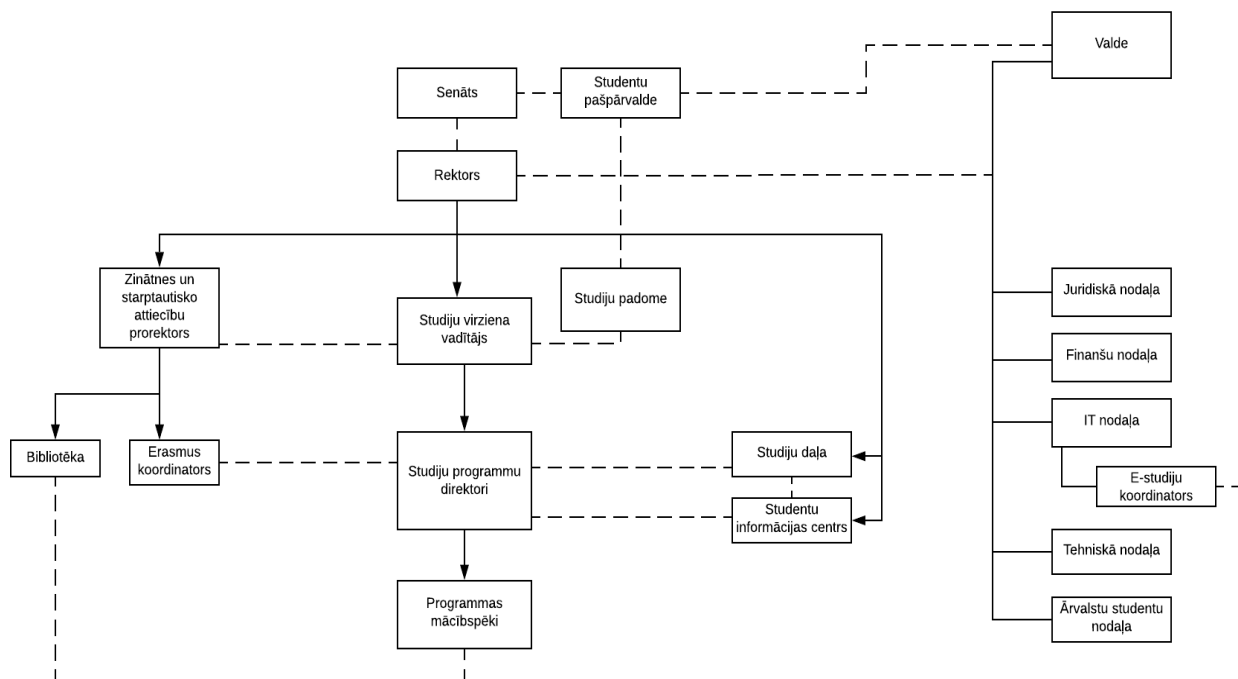 Valde
Senāts
Studentu
pašpārvalde
Rektors
Zinātnes un
starptautisko
attiecību
prorektors
Studiju virziena
vadītājs
Studiju padome
Juridiskā nodaļa
Finanšu nodaļa
IT nodaļa
Bibliotēka
Erasmus
koordinators
Studiju programmu
direktori
Studiju daļa
Studentu
informācijas centrs
E-studiju
koordinators
Tehniskā nodaļa
Programmas
mācībspēki
Ārvalstu studentu
nodaļa